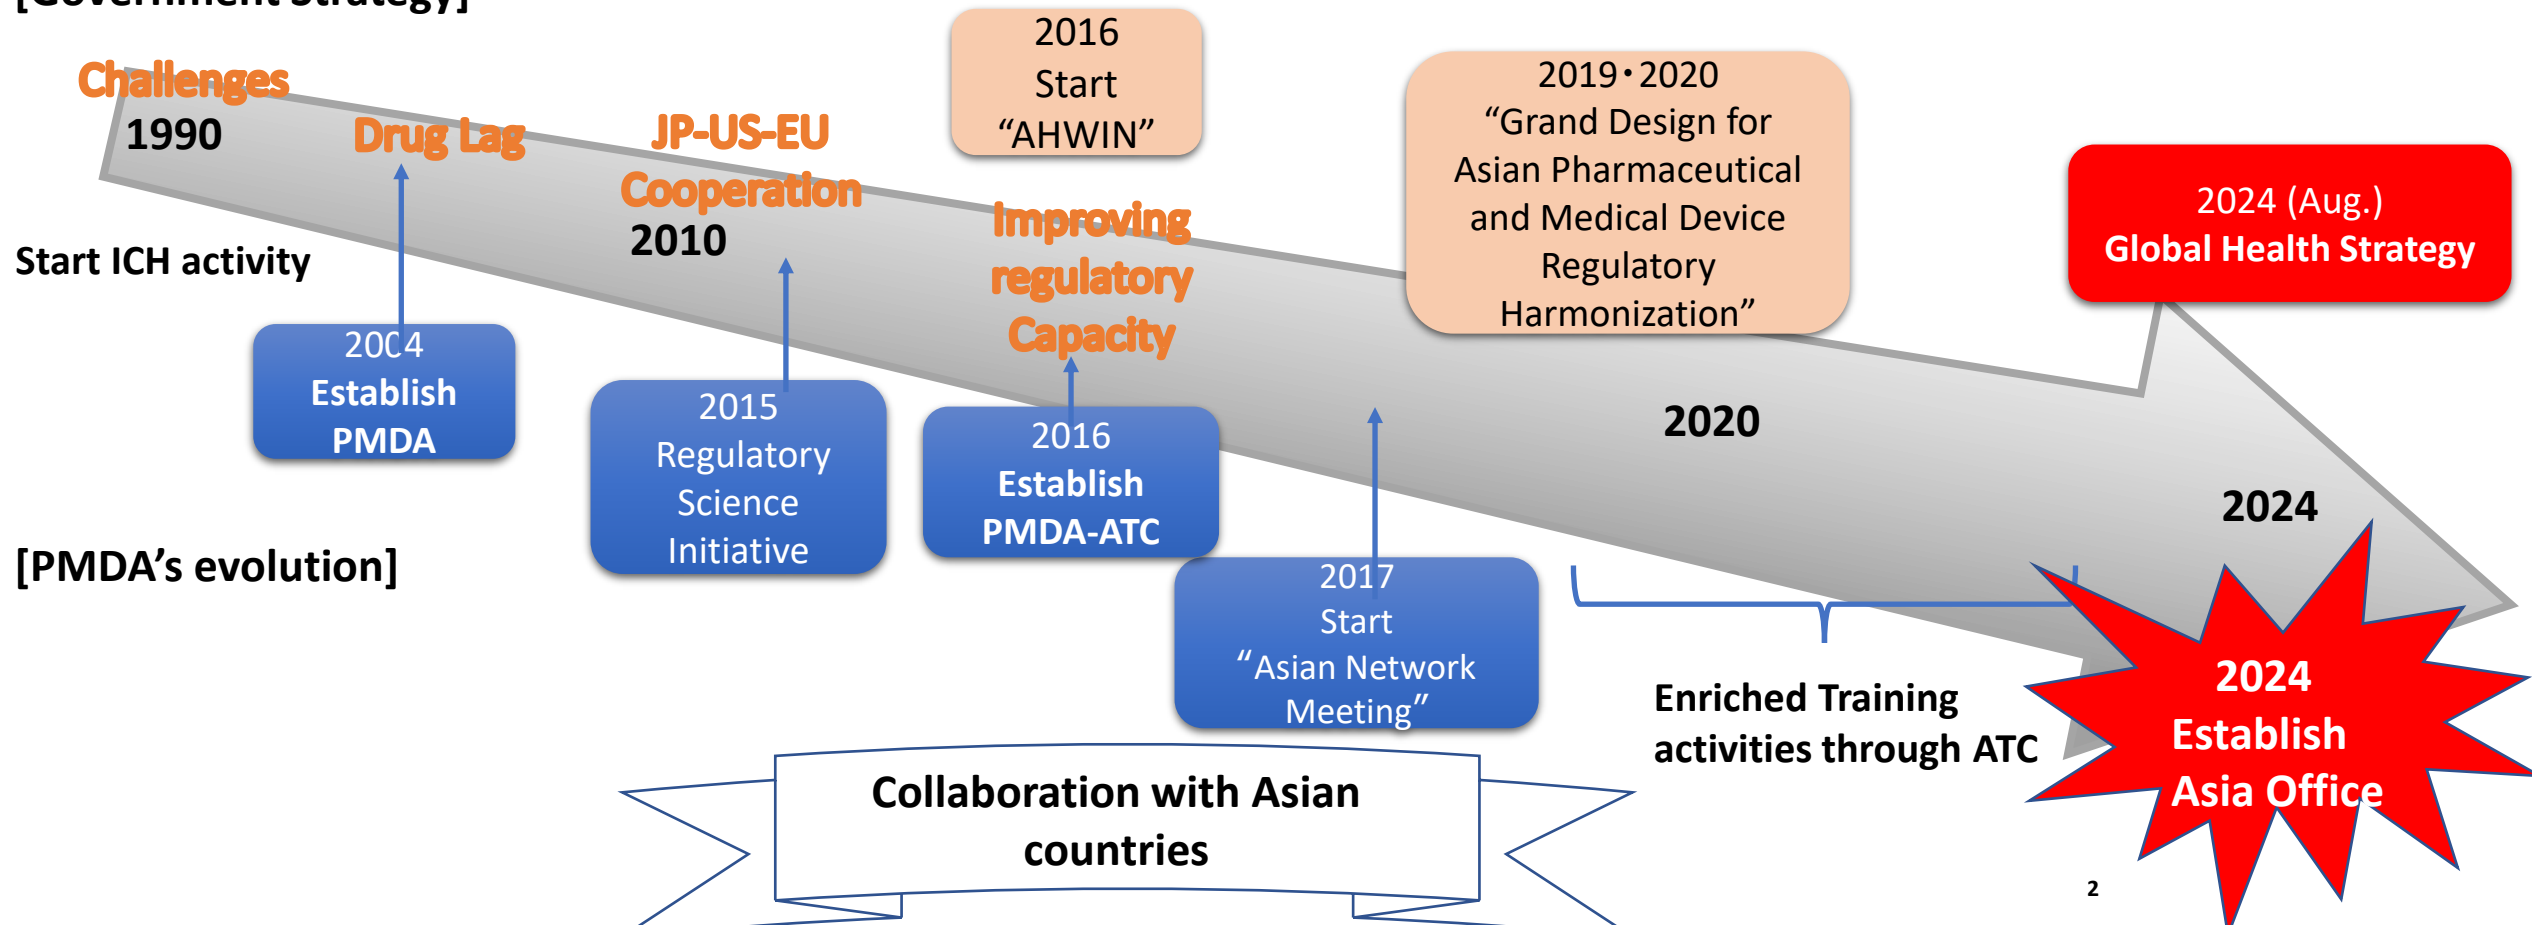 [Government Strategy]
Challenges
1990
Drug Lag
JP-US-EU
Cooperation
2010
2016
Start
“AHWIN”
Improving
regulatory
Capacity
2019・2020
“Grand Design for
Asian Pharmaceutical
and Medical Device
Regulatory
Harmonization”
2024 (Aug.)
Global Health Strategy
Start ICH activity
2004
Establish
PMDA
2015
Regulatory
Science
Initiative
2016
Establish
PMDA-ATC
2020
2024
[PMDA’s evolution]
2017
Start
“Asian Network
Meeting”
Enriched Training
activities through ATC
2024
Establish
Asia Office
Collaboration with Asian
countries
2